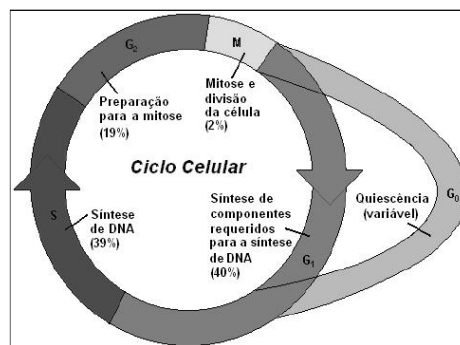 G₂
M
Preparação
para a mitose
(19%)
Mitose e
divisão
da célula
(2%)
Ciclo Celular
S
Síntese
de DNA
(39%)
Síntese de
componentes
requeridos
para a síntese
de DNA
(40%)
G₁
Quiescência
(variável)
G₀